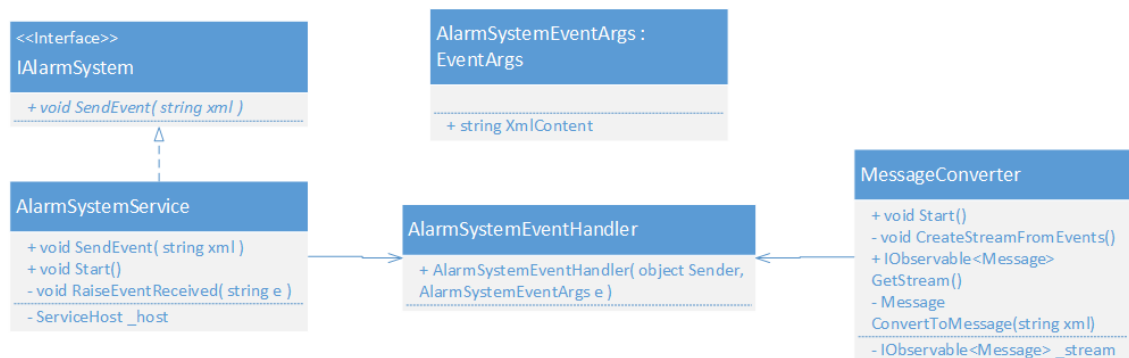 <<Interface>>
IAlarmSystem
+ void SendEvent( string xml )
AlarmSystemEventArgs :
EventArgs
+ string XmlContent
AlarmSystemService
+ void SendEvent( string xml )
+ void Start()
- void RaiseEventReceived( string e )
- ServiceHost _host
AlarmSystemEventHandler
+ AlarmSystemEventHandler( object Sender,
AlarmSystemEventArgs e )
MessageConverter
+ void Start()
- void CreateStreamFromEvents()
+ IObservable<Message>
GetStream()
- Message
ConvertToMessage(string xml)
- IObservable<Message> _stream